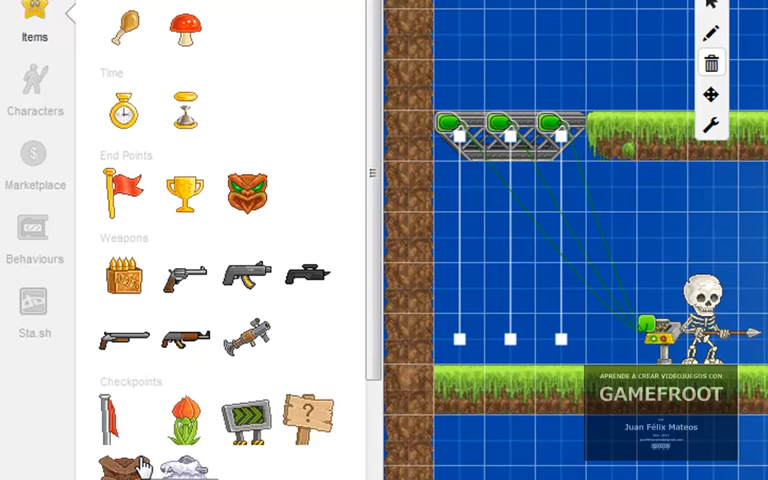 Items
Time
Characters
End Points
Marketplace
Weapons
Behaviours
Sta.sh
Checkpoints
?
APRENDE A CREAR VIDEOJUEGOS CON
GAMEFROOT
Juan Félix Mateos